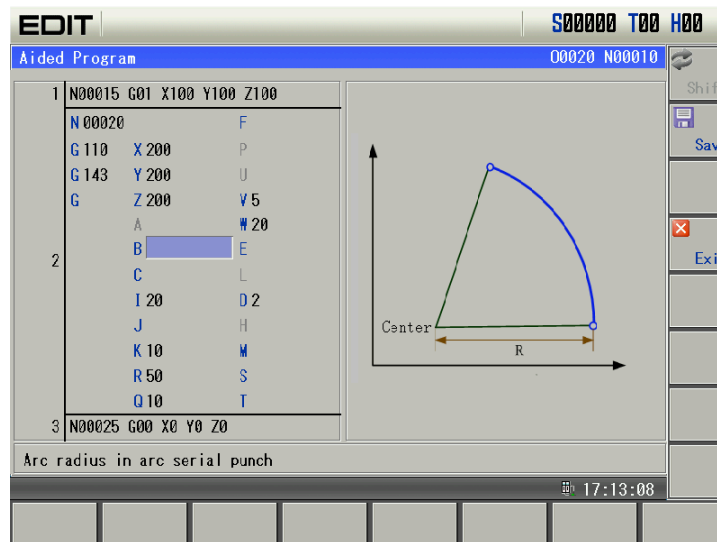 EDIT S00000 T00 H00
Aided Program O0020 N00010
Shif
Sav
Exi
1 N00015 G01 X100 Y100 Z100
2
N 00020 F
G 110 X 200 P
G 143 Y 200 U
G Z 200 V 5
A W 20
B E
C L
I 20 D 2
J H
K 10 M
R 50 S
Q 10 T
Center
R
3 N00025 G00 X0 Y0 Z0
Arc radius in arc serial punch
17:13:08